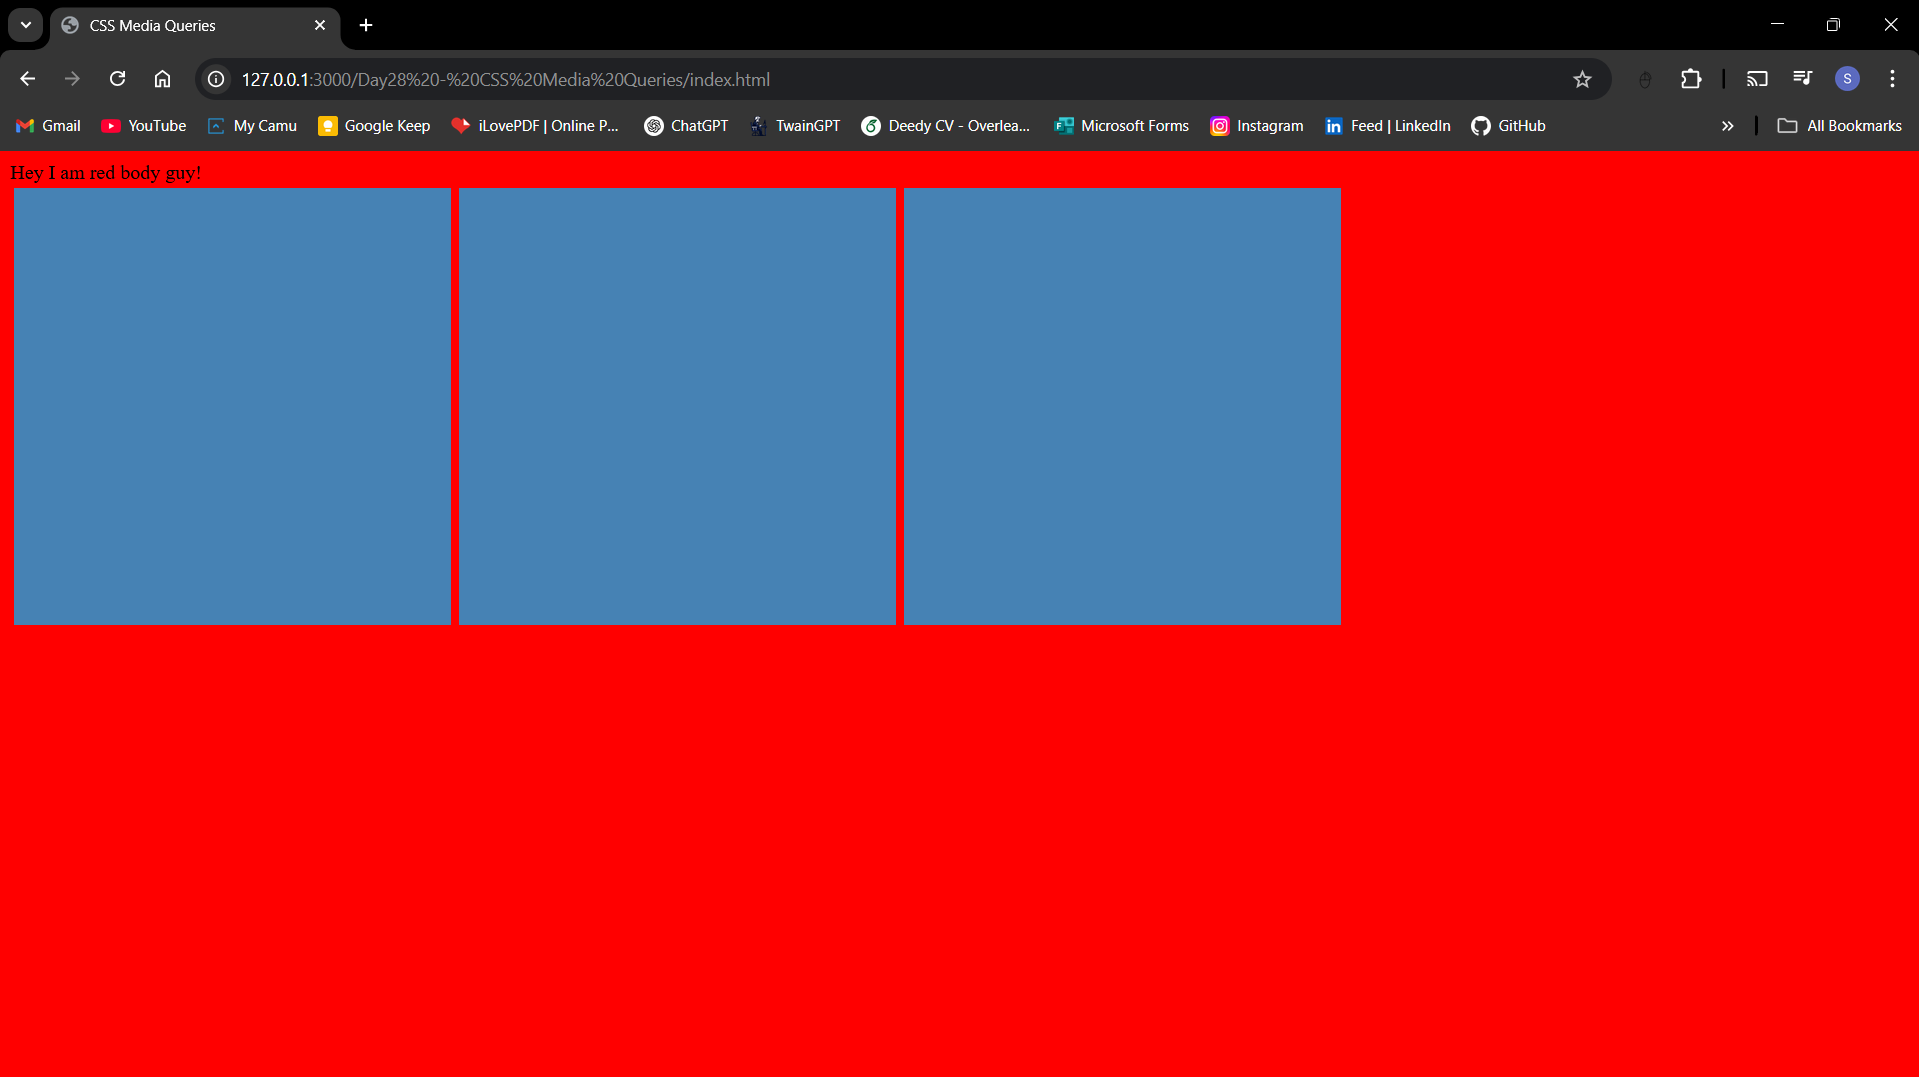 CSS Media Queries
127.0.0.1:3000/Day28%20-%20CSS%20Media%20Queries/index.html
S
Gmail YouTube My Camu Google Keep iLovePDF | Online P... ChatGPT TwainGPT Deedy CV - Overlea... Microsoft Forms Instagram Feed | LinkedIn GitHub All Bookmarks
Hey I am red body guy!